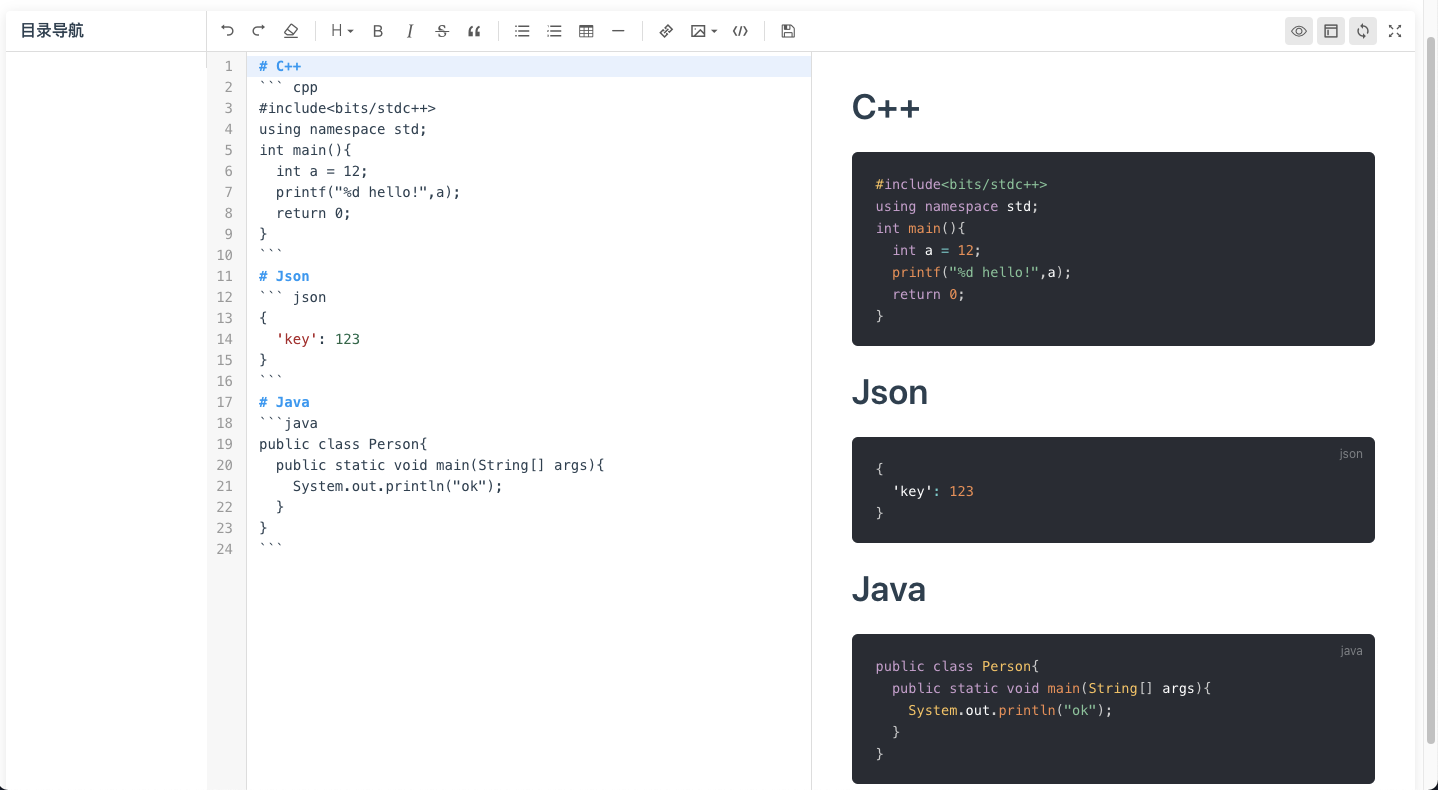 目录导航
H
B
I
S
1 # C++
2 ``` cpp
3 #include<bits/stdc++>
4 using namespace std;
5 int main(){
6   int a = 12;
7   printf("%d hello!",a);
8   return 0;
9 }
10 ```
11 # Json
12 ``` json
13 {
14   'key': 123
15 }
16 ```
17 # Java
18 ```java
19 public class Person{
20   public static void main(String[] args){
21     System.out.println("ok");
22   }
23 }
24 ```
C++
#include<bits/stdc++>
using namespace std;
int main(){
  int a = 12;
  printf("%d hello!",a);
  return 0;
}
Json
json
{
  'key': 123
}
Java
java
public class Person{
  public static void main(String[] args){
    System.out.println("ok");
  }
}